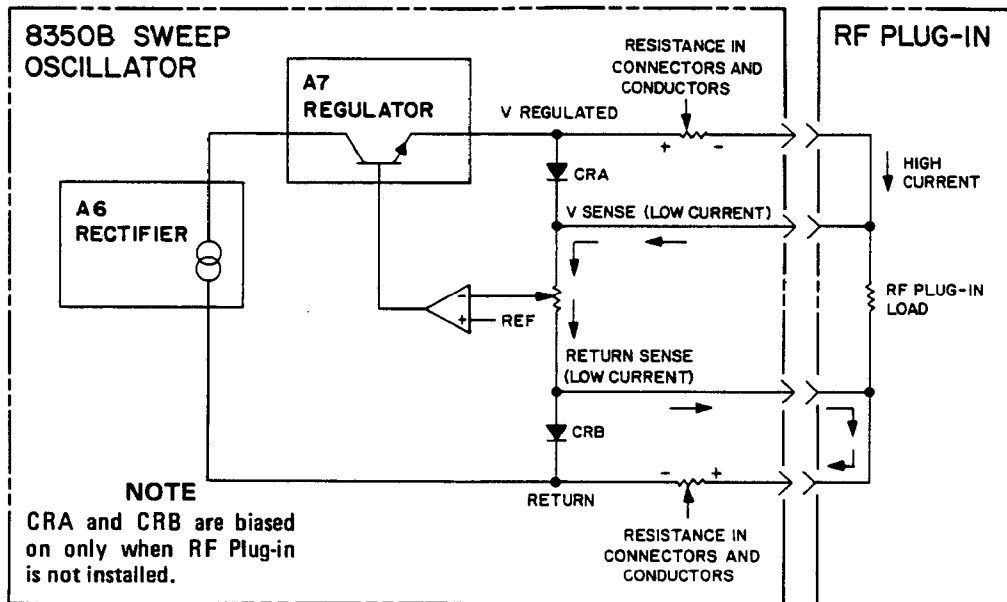 8350B SWEEP
OSCILLATOR
RF PLUG-IN
RESISTANCE IN
CONNECTORS AND
CONDUCTORS
A7
REGULATOR
V REGULATED
+ -
HIGH
CURRENT
CRA
A6
RECTIFIER
V SENSE (LOW CURRENT)
RF PLUG-IN
LOAD
-
+
REF
RETURN SENSE
(LOW CURRENT)
CRB
- +
RETURN
NOTE
CRA and CRB are biased
on only when RF Plug-in
is not installed.
RESISTANCE IN
CONNECTORS AND
CONDUCTORS